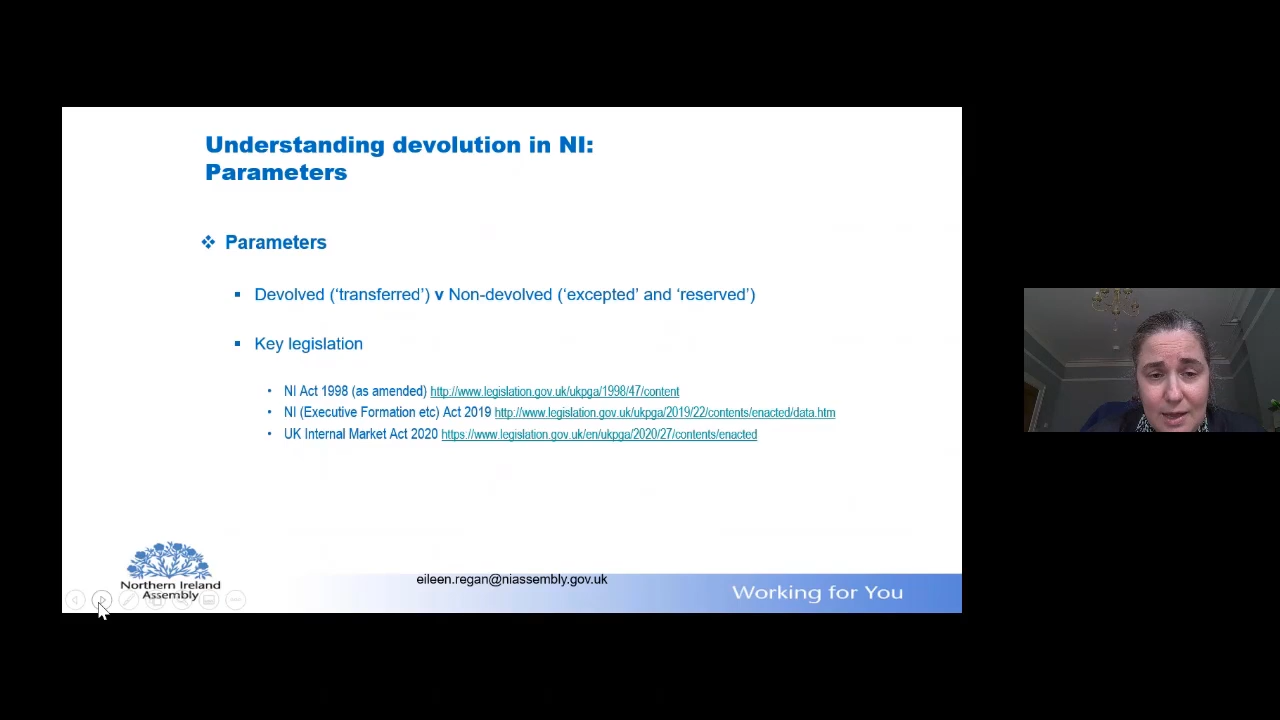 Understanding devolution in NI:
Parameters
❖ Parameters
▪ Devolved (‘transferred’) v Non-devolved (‘excepted’ and ‘reserved’)
▪ Key legislation
• NI Act 1998 (as amended) http://www.legislation.gov.uk/ukpga/1998/47/content
• NI (Executive Formation etc) Act 2019 http://www.legislation.gov.uk/ukpga/2019/22/contents/enacted/data.htm
• UK Internal Market Act 2020 https://www.legislation.gov.uk/en/ukpga/2020/27/contents/enacted
Northern Ireland
Assembly
eileen.regan@niassembly.gov.uk
Working for You